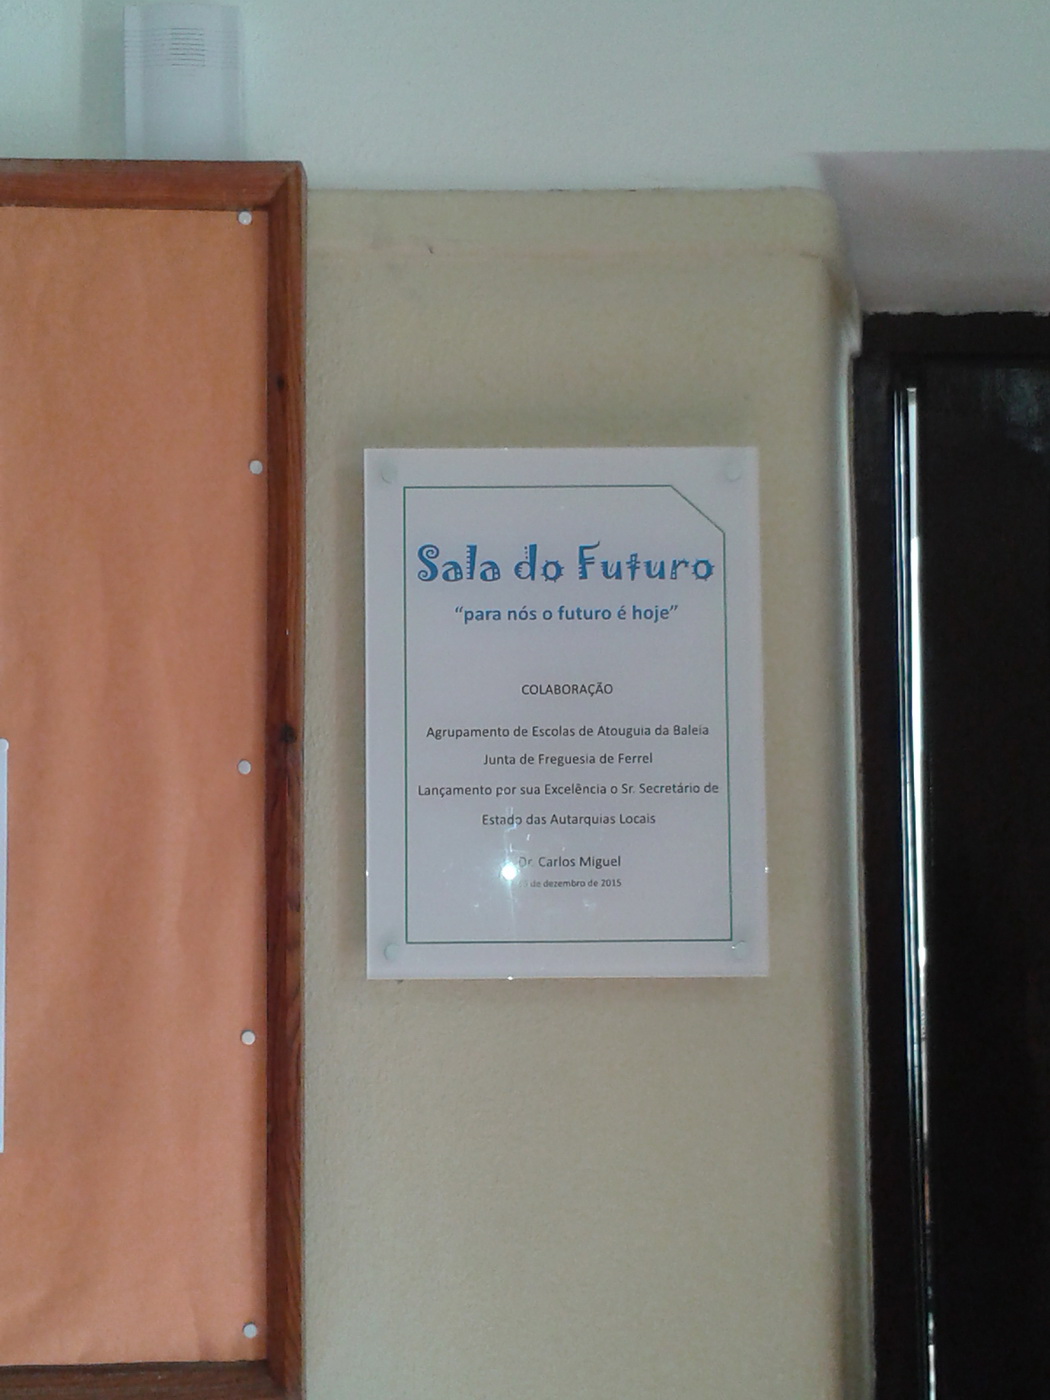 Sala do Futuro
“para nós o futuro é hoje”
COLABORAÇÃO
Agrupamento de Escolas de Atouguia da Baleia
Junta de Freguesia de Ferrel
Lançamento por sua Excelência o Sr. Secretário de
Estado das Autarquias Locais
Dr. Carlos Miguel
de dezembro de 2015